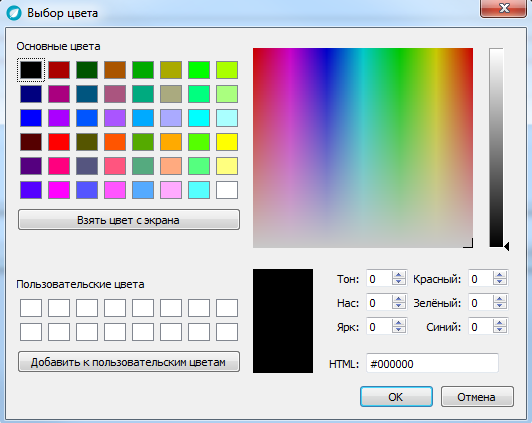 Выбор цвета
Основные цвета
Взять цвет с экрана
Пользовательские цвета
Добавить к пользовательским цветам
Тон: 0 Красный: 0
Нас: 0 Зелёный: 0
Ярк: 0 Синий: 0
HTML: #000000
OK Отмена